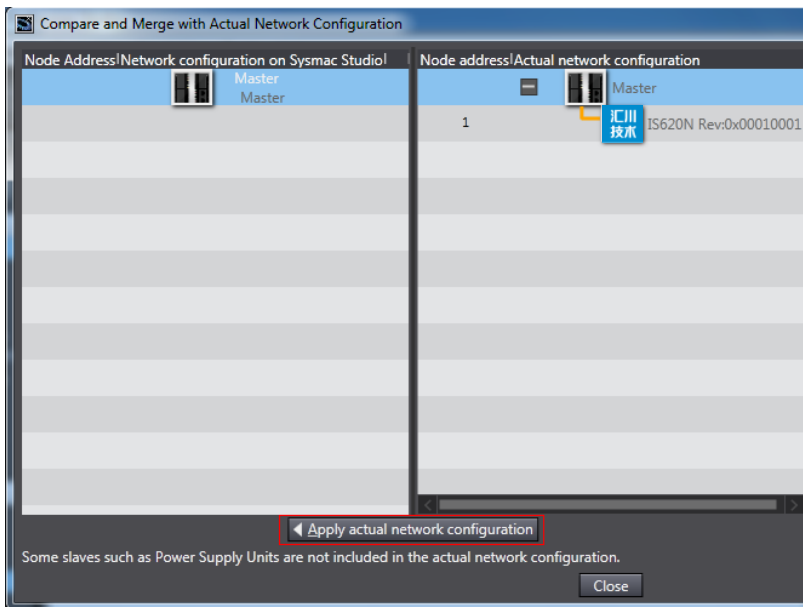 Compare and Merge with Actual Network Configuration
Node Address|Network configuration on Sysmac Studio|
Node address|Actual network configuration
Master
Master
Master
1
汇川
技术
IS620N Rev:0x00010001
Apply actual network configuration
Some slaves such as Power Supply Units are not included in the actual network configuration.
Close